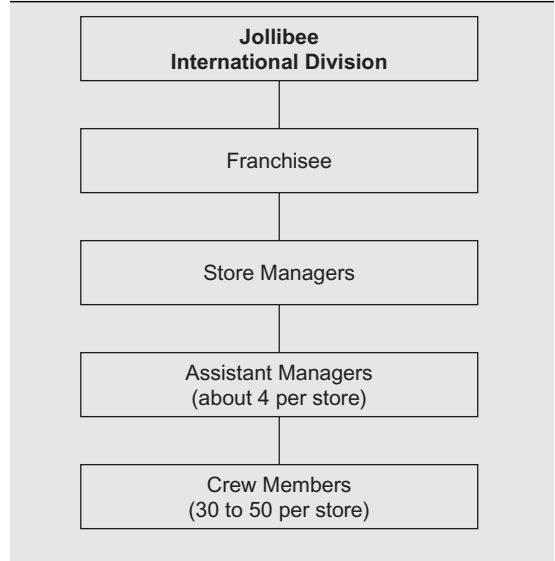 Jollibee
International Division
Franchisee
Store Managers
Assistant Managers
(about 4 per store)
Crew Members
(30 to 50 per store)